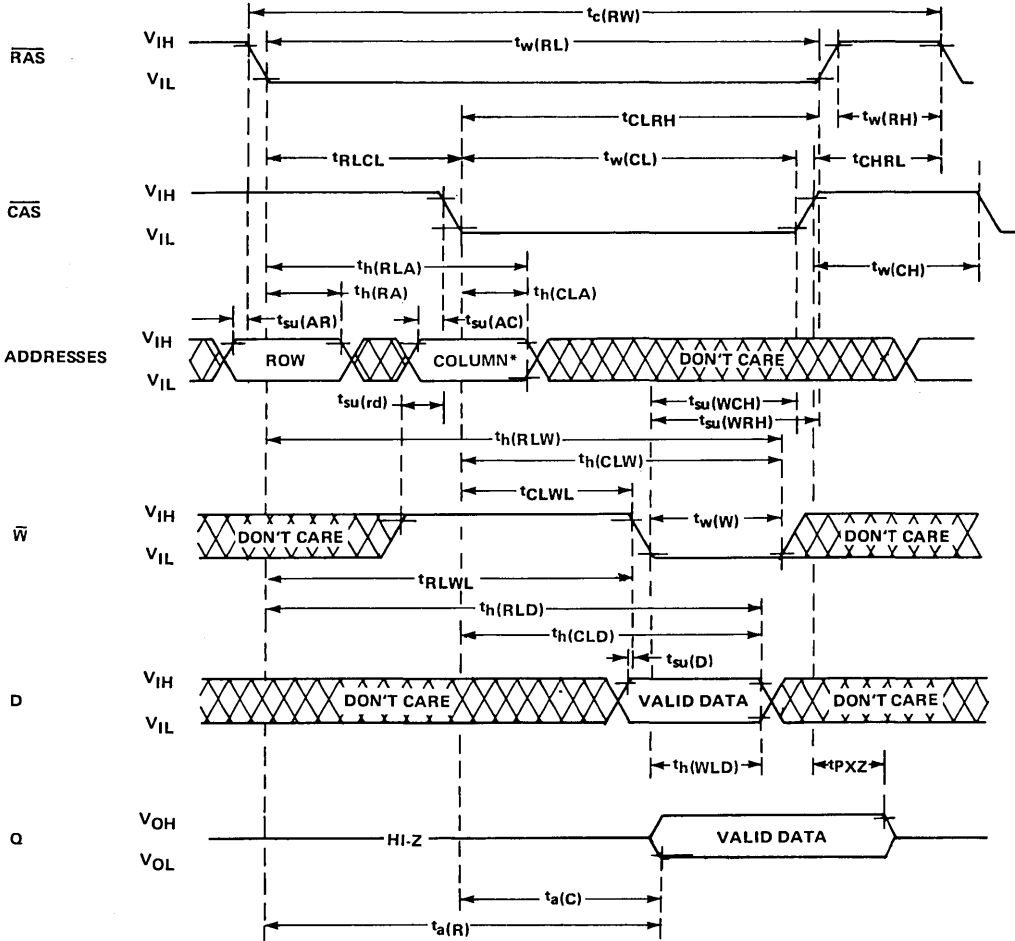 tc(RW)
RAS
VIH
VIL
tw(RL)
tCLRH
tw(RH)
tRLCL
tw(CL)
tCHRL
CAS
VIH
VIL
th(RLA)
tw(CH)
th(RA)
th(CLA)
tsu(AR)
tsu(AC)
ADDRESSES
VIH
VIL
ROW
COLUMN*
DON'T CARE
tsu(rd)
tsu(WCH)
tsu(WRH)
th(RLW)
th(CLW)
tCLWL
W
VIH
VIL
DON'T CARE
tw(W)
DON'T CARE
tRLWL
th(RLD)
th(CLD)
tsu(D)
D
VIH
VIL
DON'T CARE
VALID DATA
DON'T CARE
th(WLD)
tPXZ
Q
VOH
VOL
HI-Z
VALID DATA
ta(C)
ta(R)